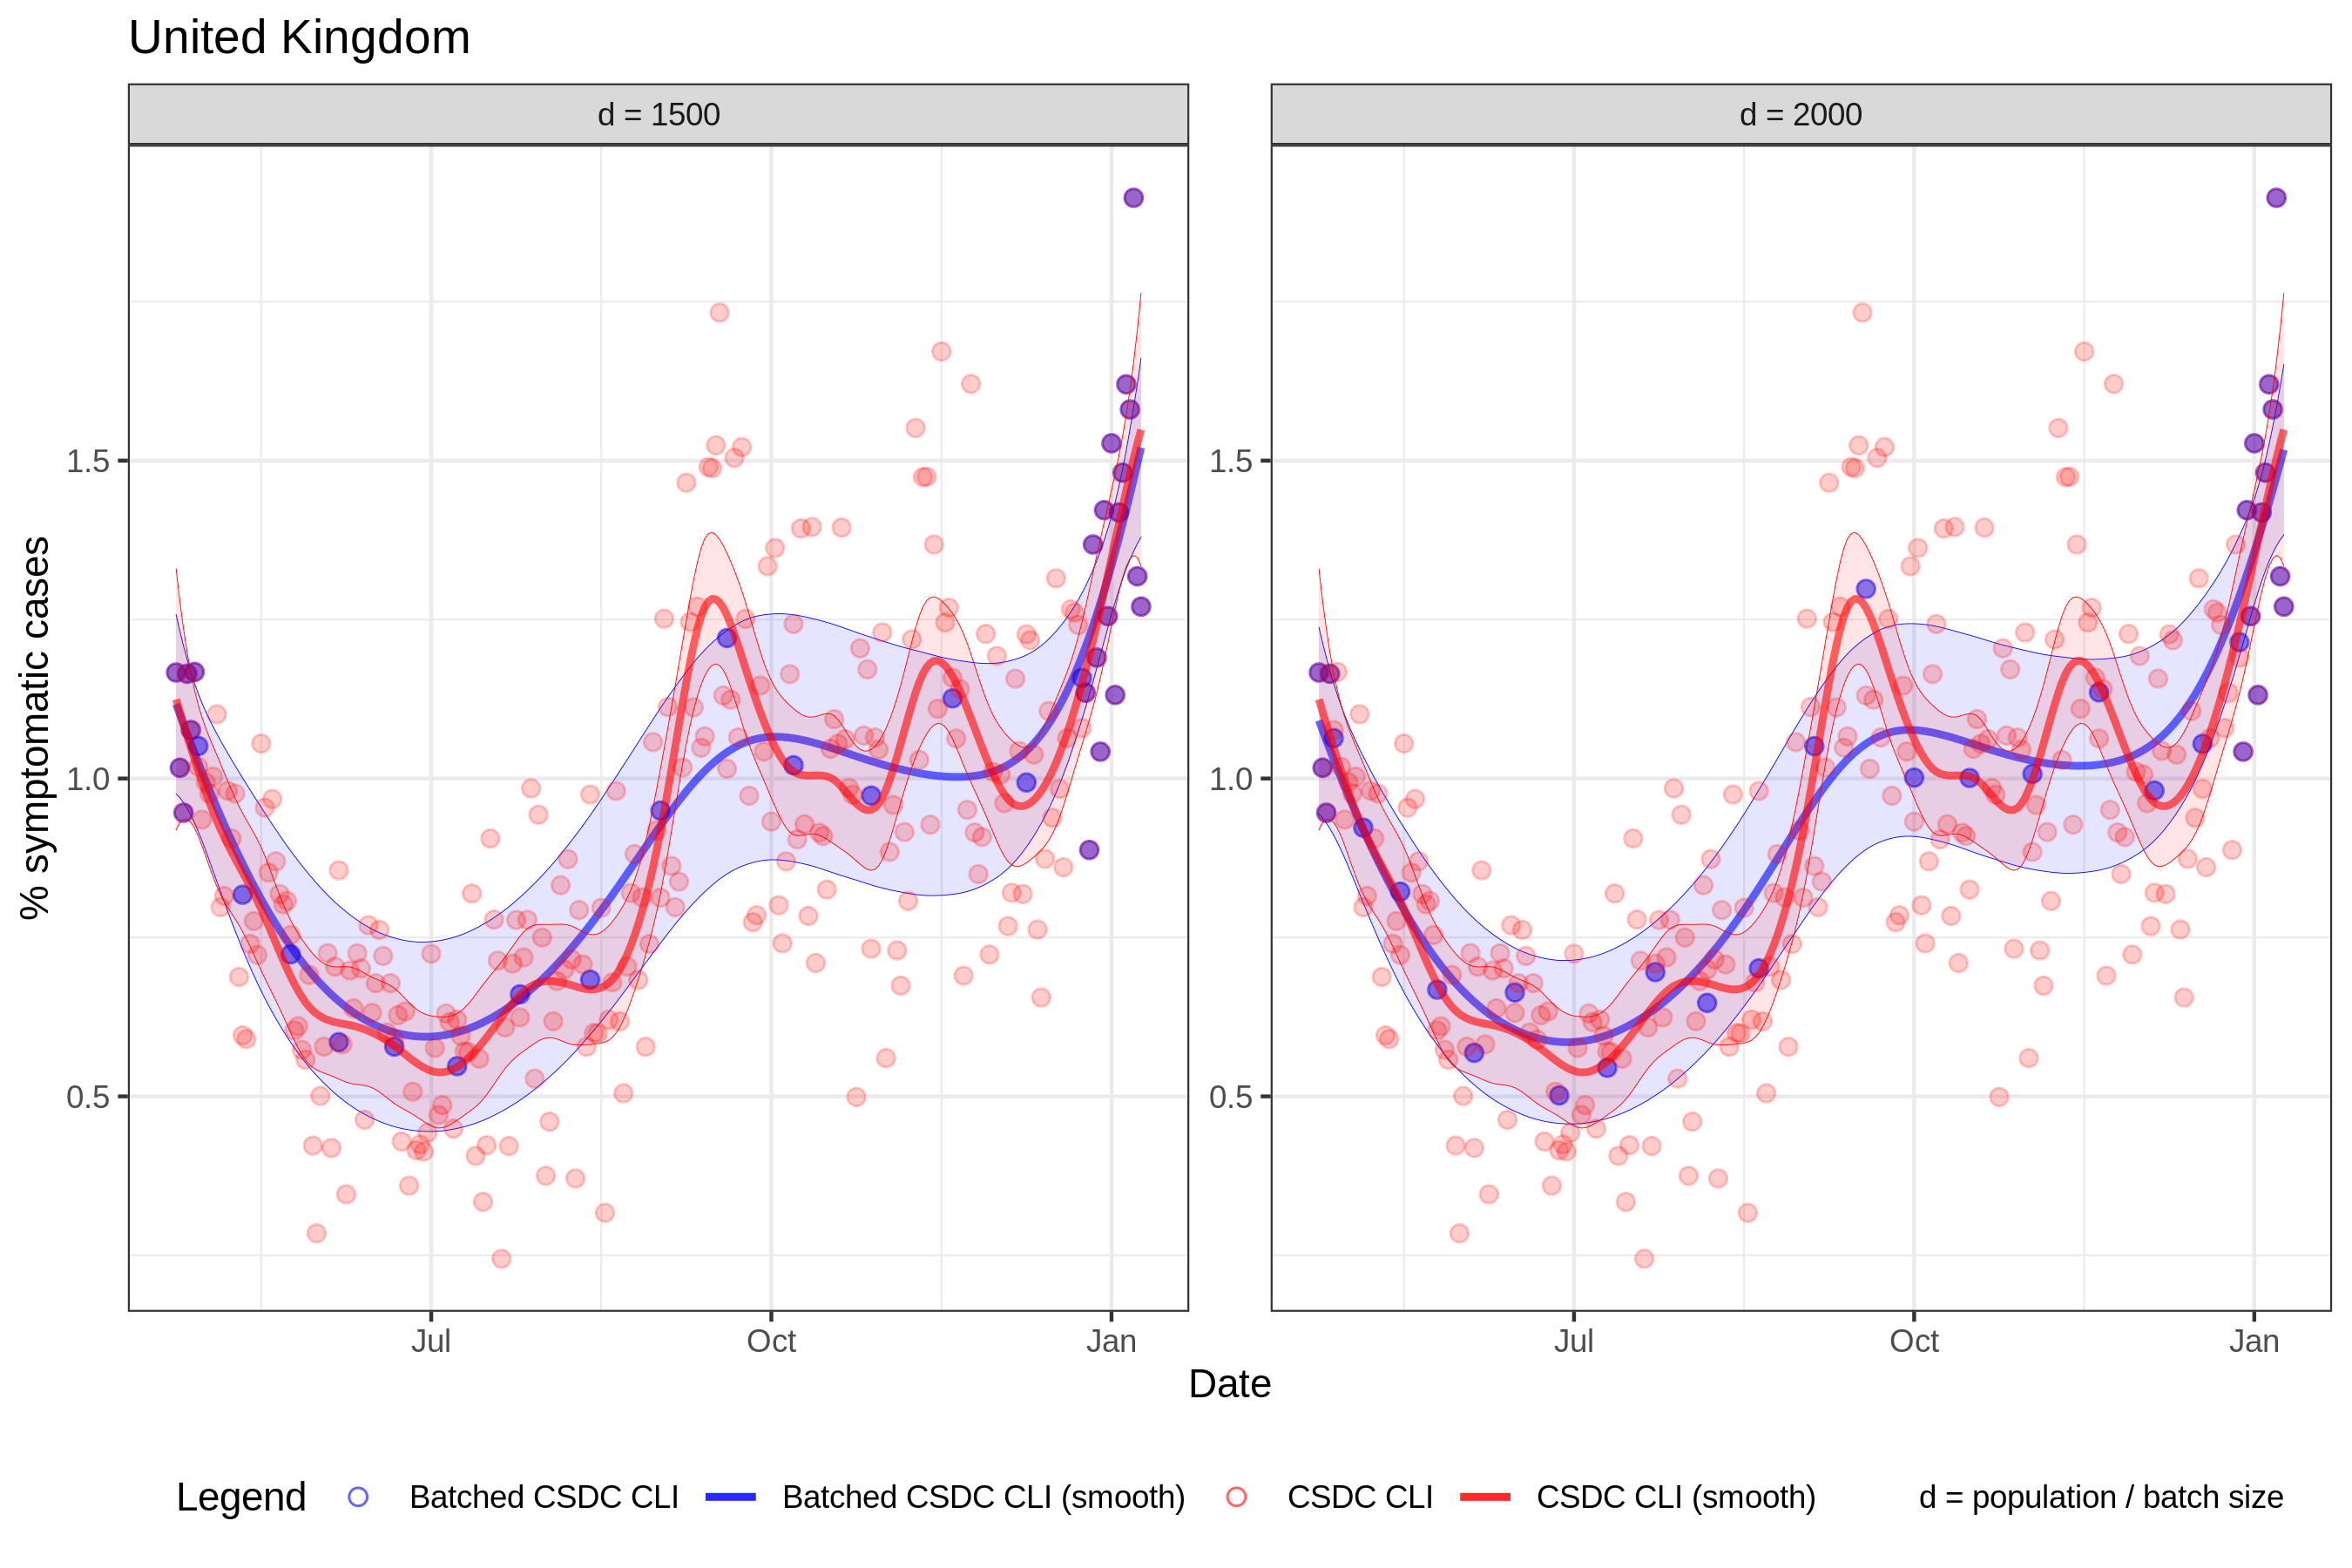 United Kingdom
d = 1500
d = 2000
% symptomatic cases
1.5
1.0
0.5
1.5
1.0
0.5
Jul
Oct
Jan
Jul
Oct
Jan
Date
Legend
Batched CSDC CLI
Batched CSDC CLI (smooth)
CSDC CLI
CSDC CLI (smooth)
d = population / batch size